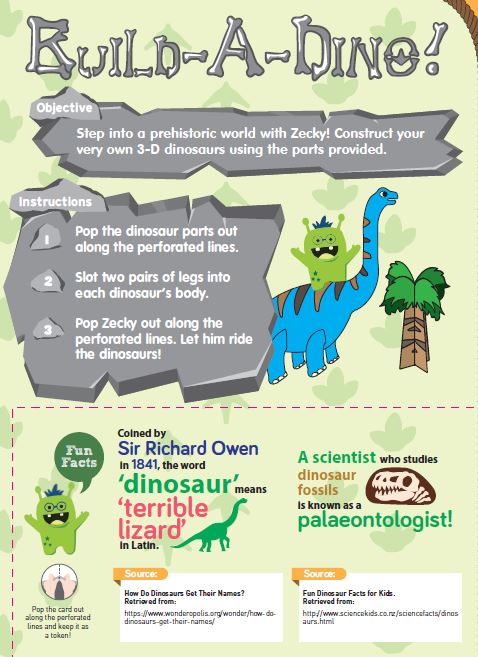 BUILD-A-DINO!
Objective
Step into a prehistoric world with Zecky! Construct your
very own 3-D dinosaurs using the parts provided.
Instructions
1
Pop the dinosaur parts out
along the perforated lines.
2
Slot two pairs of legs into
each dinosaur's body.
3
Pop Zecky out along the
perforated lines. Let him ride
the dinosaurs!
Fun
Facts
Coined by
Sir Richard Owen
in 1841, the word
'dinosaur' means
'terrible
lizard'
in Latin.
A scientist who studies
dinosaur
fossils
is known as a
palaeontologist!
Pop the card out
along the perforated
lines and keep it as
a token!
Source:
How Do Dinosaurs Get Their Names?
Retrieved from:
https://www.wonderopolis.org/wonder/how-do-
dinosaurs-get-their-names/
Source:
Fun Dinosaur Facts for Kids.
Retrieved from:
http://www.sciencekids.co.nz/sciencefacts/dinos
aurs.html